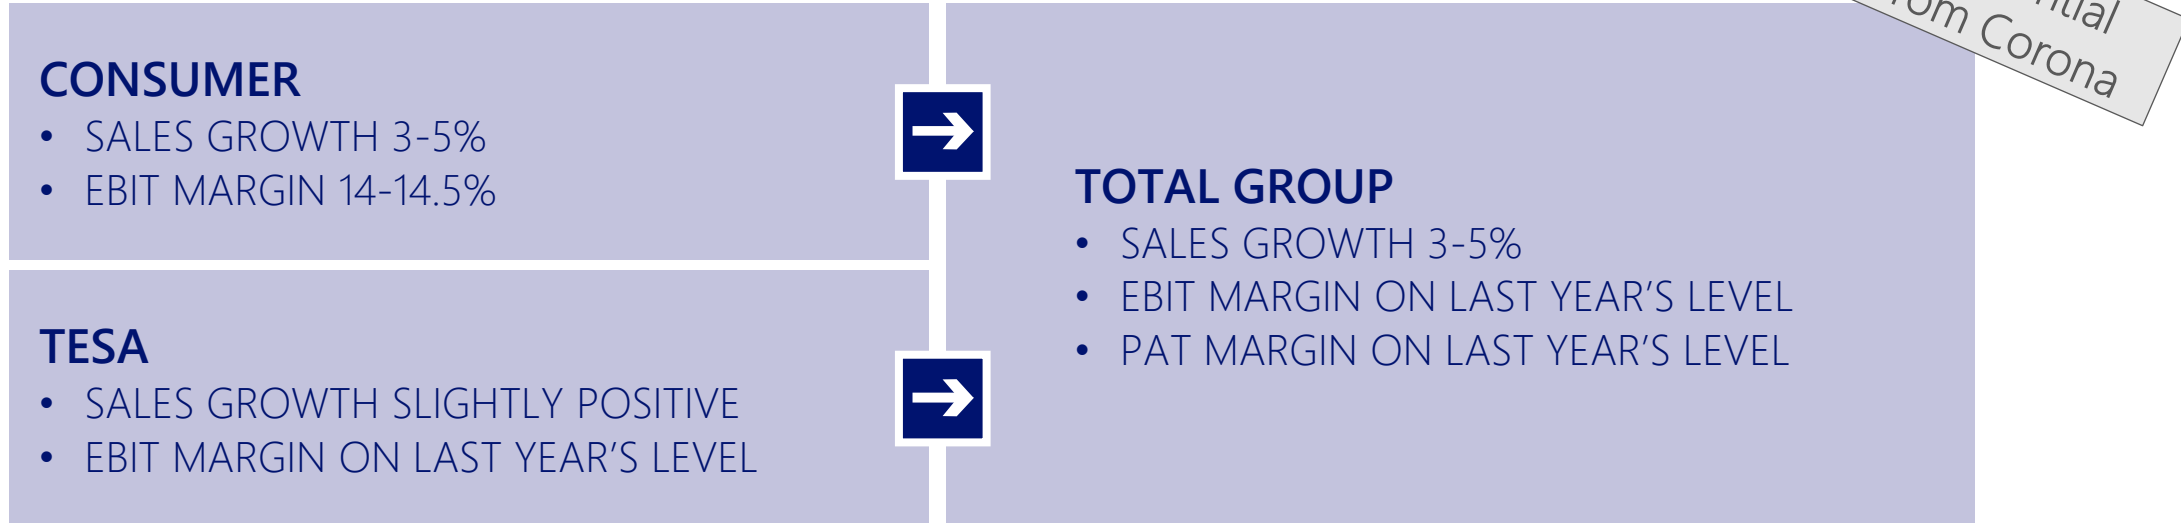 CONSUMER
• SALES GROWTH 3-5%
• EBIT MARGIN 14-14.5%
TESA
• SALES GROWTH SLIGHTLY POSITIVE
• EBIT MARGIN ON LAST YEAR'S LEVEL
TOTAL GROUP
• SALES GROWTH 3-5%
• EBIT MARGIN ON LAST YEAR'S LEVEL
• PAT MARGIN ON LAST YEAR'S LEVEL
Corona